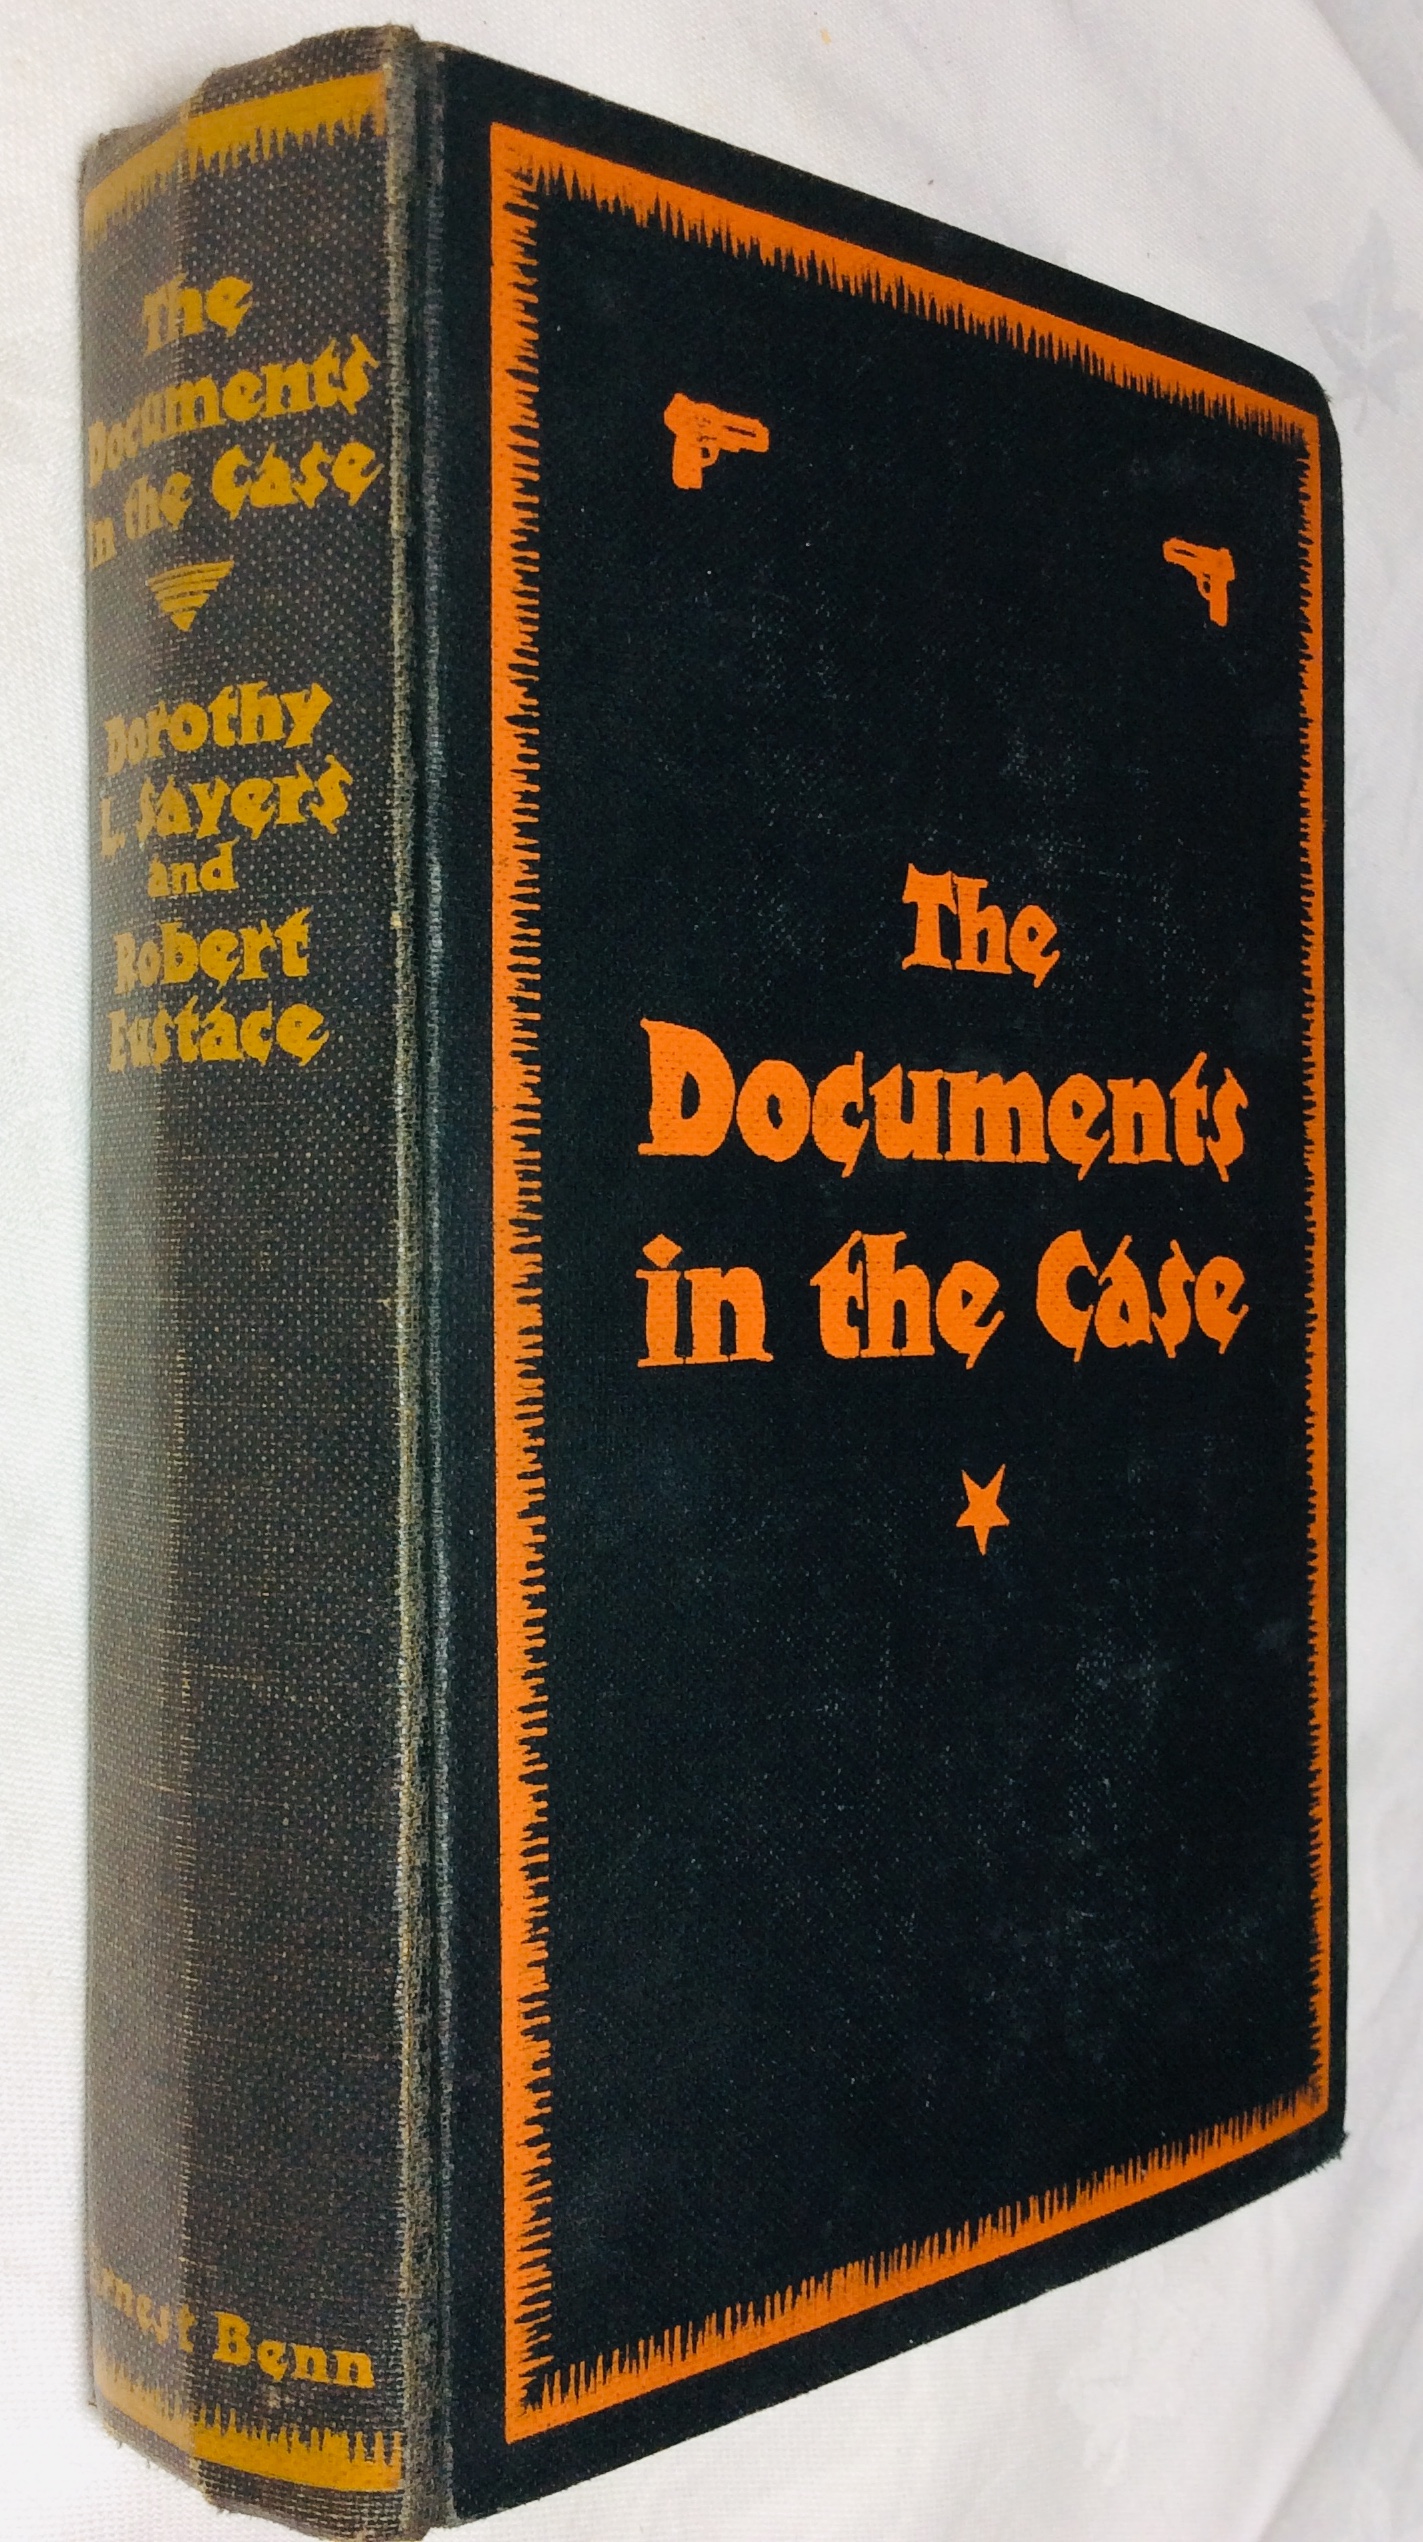 The
Documents
in the Case
Dorothy
L. Sayers
and
Robert
Eustace
Ernest Benn
The
Documents
in the Case